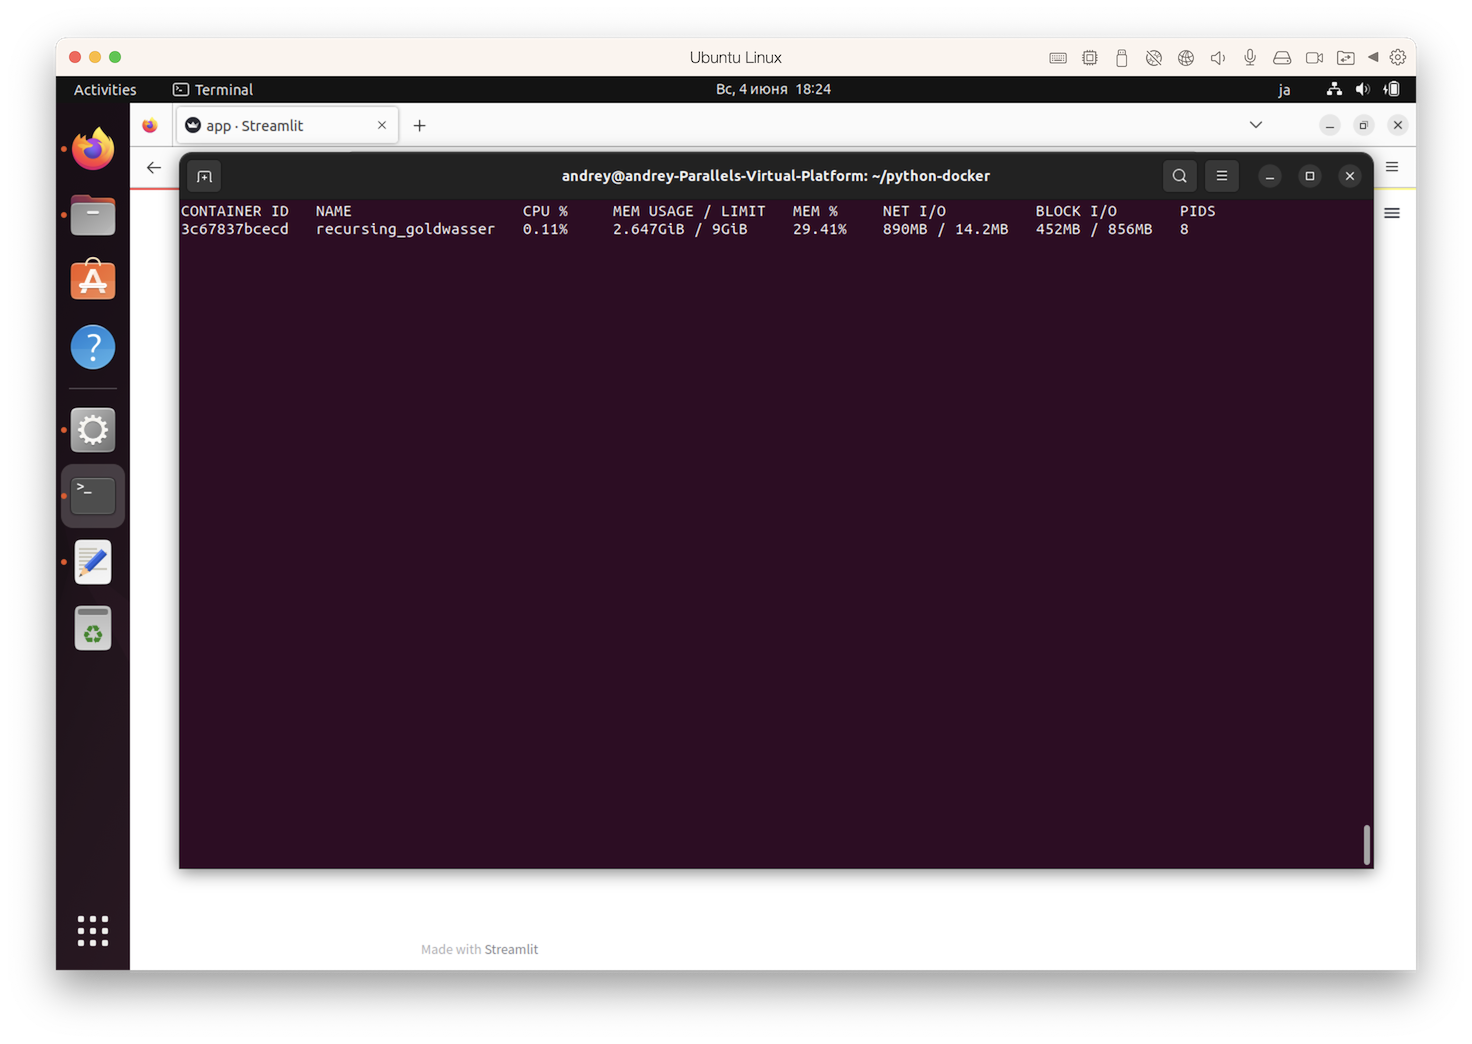 Ubuntu Linux
Activities
Terminal
Вс, 4 июня 18:24
ja
app · Streamlit
andrey@andrey-Parallels-Virtual-Platform: ~/python-docker
CONTAINER ID NAME CPU % MEM USAGE / LIMIT MEM % NET I/O BLOCK I/O PIDS
3c67837bcecd recursing_goldwasser 0.11% 2.647GiB / 9GiB 29.41% 890MB / 14.2MB 452MB / 856MB 8
Made with Streamlit